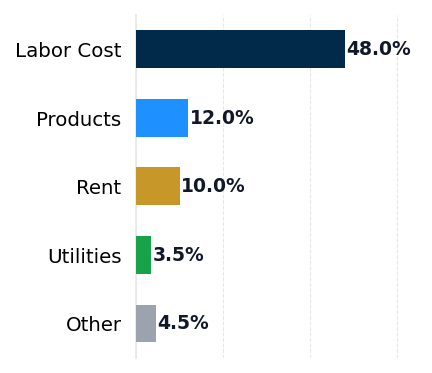 Labor Cost 48.0%
Products 12.0%
Rent 10.0%
Utilities 3.5%
Other 4.5%